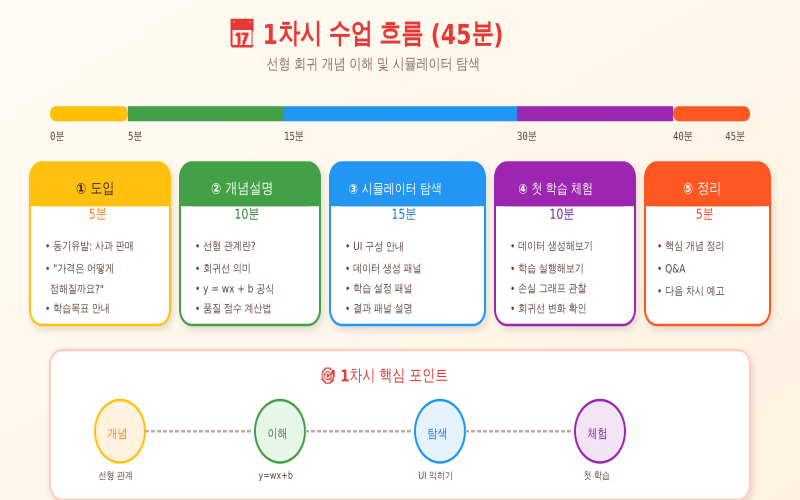 17 1차시 수업 흐름 (45분)
선형 회귀 개념 이해 및 시뮬레이터 탐색
0분 5분 15분 30분 40분 45분
① 도입
5분
• 동기유발: 사과 판매
• "가격은 어떻게
정해질까요?"
• 학습목표 안내
② 개념설명
10분
• 선형 관계란?
• 회귀선 의미
• y = wx + b 공식
• 품질 점수 계산법
③ 시뮬레이터 탐색
15분
• UI 구성 안내
• 데이터 생성 패널
• 학습 설정 패널
• 결과 패널 설명
④ 첫 학습 체험
10분
• 데이터 생성해보기
• 학습 실행해보기
• 손실 그래프 관찰
• 회귀선 변화 확인
⑤ 정리
5분
• 핵심 개념 정리
• Q&A
• 다음 차시 예고
1차시 핵심 포인트
개념 이해 탐색 체험
선형 관계 y=wx+b UI 익히기 첫 학습